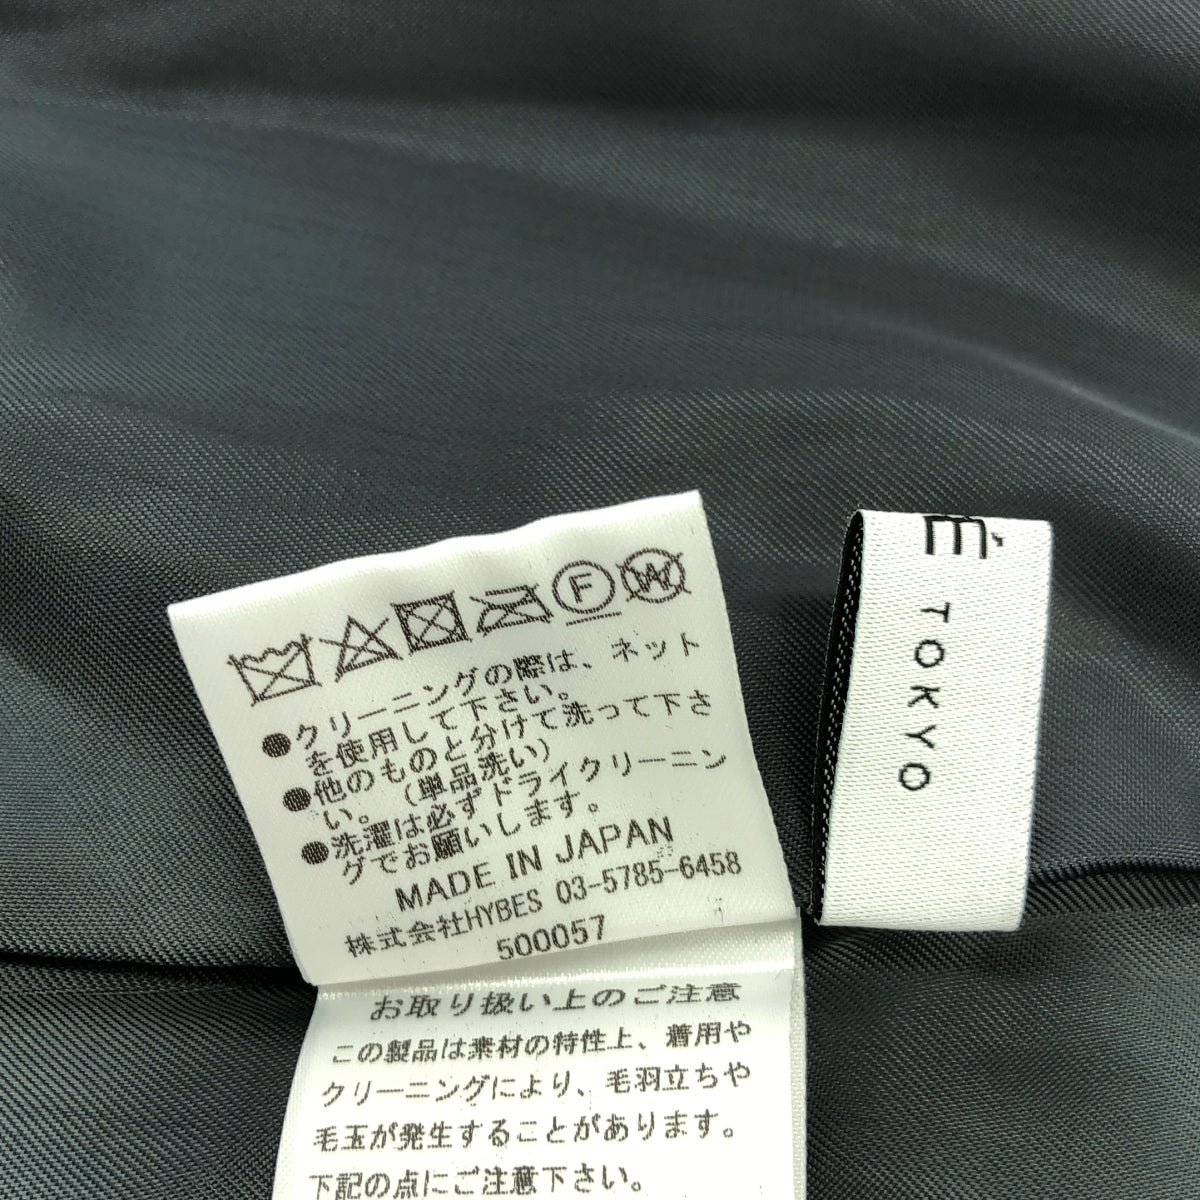 F W
●クリーニングの際は、ネット
を使用して下さい。
●他のものと分けて洗って下さ
い。(単品洗い)
●洗濯は必ずドライクリーニン
グでお願いします。
MADE IN JAPAN
株式会社HYBES 03-5785-6458
500057
お取り扱い上のご注意
この製品は素材の特性上、着用や
クリーニングにより、毛羽立ちや
毛玉が発生することがあります。
下記の点にご注意下さい。
É
TOKYO